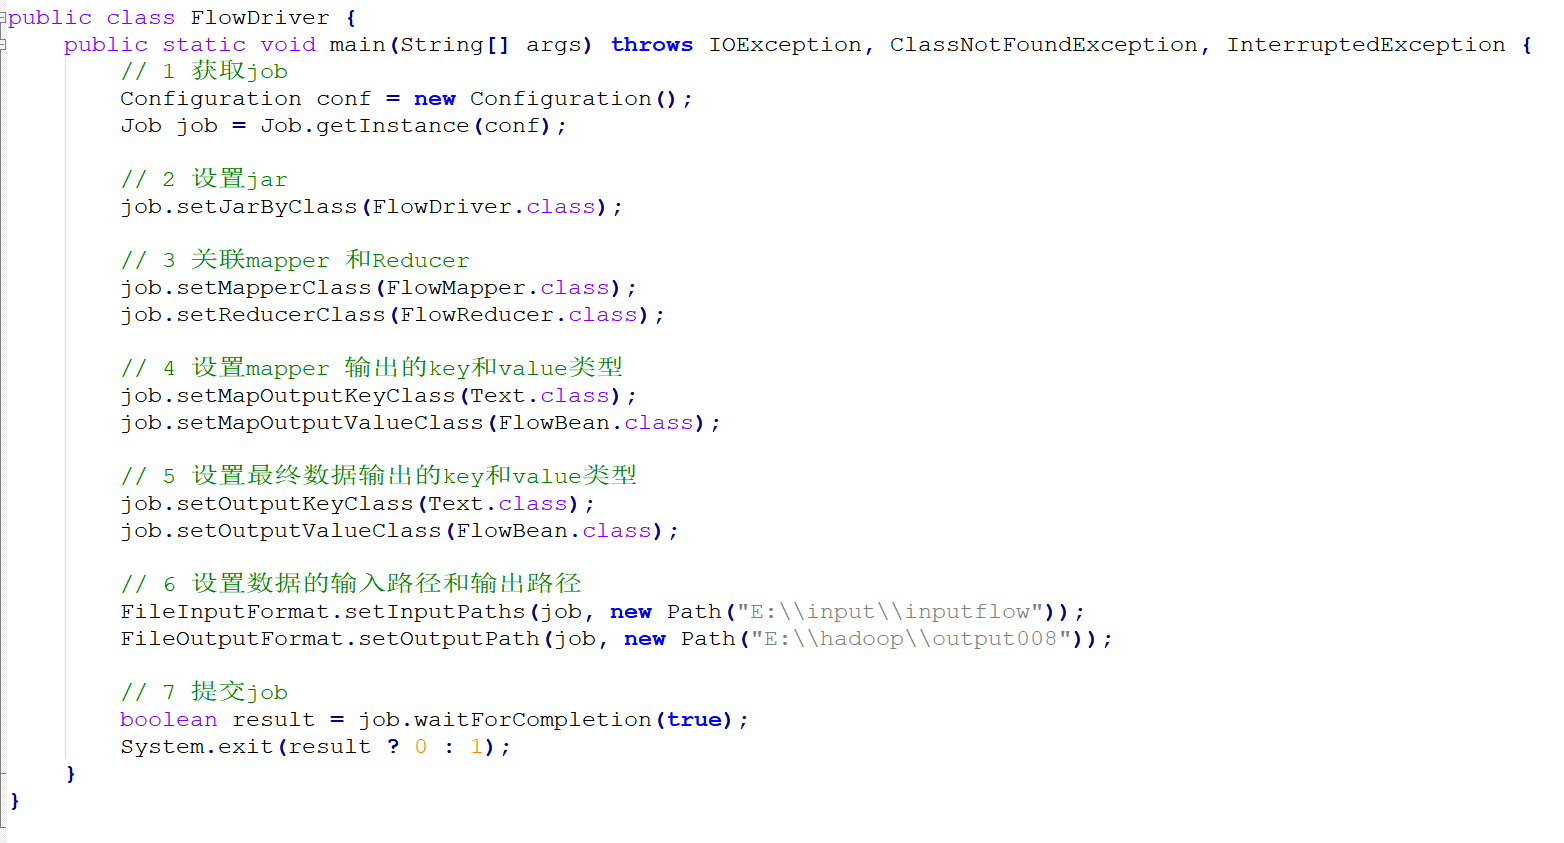 public class FlowDriver {
    public static void main(String[] args) throws IOException, ClassNotFoundException, InterruptedException {
        // 1 获取job
        Configuration conf = new Configuration();
        Job job = Job.getInstance(conf);

        // 2 设置jar
        job.setJarByClass(FlowDriver.class);

        // 3 关联mapper 和Reducer
        job.setMapperClass(FlowMapper.class);
        job.setReducerClass(FlowReducer.class);

        // 4 设置mapper 输出的key和value类型
        job.setMapOutputKeyClass(Text.class);
        job.setMapOutputValueClass(FlowBean.class);

        // 5 设置最终数据输出的key和value类型
        job.setOutputKeyClass(Text.class);
        job.setOutputValueClass(FlowBean.class);

        // 6 设置数据的输入路径和输出路径
        FileInputFormat.setInputPaths(job, new Path("E:\\input\\inputflow"));
        FileOutputFormat.setOutputPath(job, new Path("E:\\hadoop\\output008"));

        // 7 提交job
        boolean result = job.waitForCompletion(true);
        System.exit(result ? 0 : 1);
    }
}